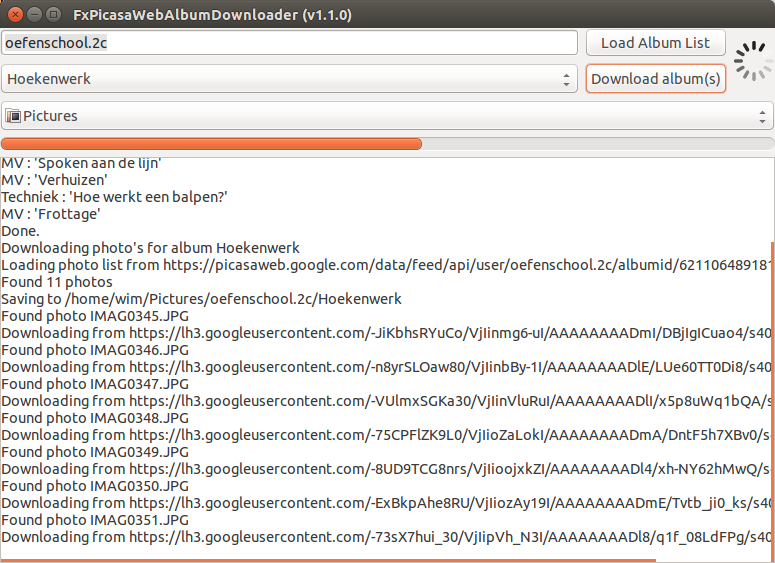 FxPicasaWebAlbumDownloader (v1.1.0)
oefenschool.2c
Load Album List
Hoekenwerk
Download album(s)
Pictures
MV : 'Spoken aan de lijn'
MV : 'Verhuizen'
Techniek : 'Hoe werkt een balpen?'
MV : 'Frottage'
Done.
Downloading photo's for album Hoekenwerk
Loading photo list from https://picasaweb.google.com/data/feed/api/user/oefenschool.2c/albumid/621106489181
Found 11 photos
Saving to /home/wim/Pictures/oefenschool.2c/Hoekenwerk
Found photo IMAG0345.JPG
Downloading from https://lh3.googleusercontent.com/-JiKbhsRYuCo/VjIinmg6-uI/AAAAAAAADmI/DBjIgICuao4/s40
Found photo IMAG0346.JPG
Downloading from https://lh3.googleusercontent.com/-n8yrSLOaw80/VjIinbBy-1I/AAAAAAAADlE/LUe60TT0Di8/s40
Found photo IMAG0347.JPG
Downloading from https://lh3.googleusercontent.com/-VUlmxSGKa30/VjIinVluRuI/AAAAAAAADlI/x5p8uWq1bQA/s
Found photo IMAG0348.JPG
Downloading from https://lh3.googleusercontent.com/-75CPFlZK9L0/VjIioZaLokI/AAAAAAAADmA/DntF5h7XBv0/s
Found photo IMAG0349.JPG
Downloading from https://lh3.googleusercontent.com/-8UD9TCG8nrs/VjIioojxkZI/AAAAAAAADl4/xh-NY62hMwQ/s
Found photo IMAG0350.JPG
Downloading from https://lh3.googleusercontent.com/-ExBkpAhe8RU/VjIiozAy19I/AAAAAAAADmE/Tvtb_ji0_ks/s40
Found photo IMAG0351.JPG
Downloading from https://lh3.googleusercontent.com/-73sX7hui_30/VjIipVh_N3I/AAAAAAAADl8/q1f_08LdFPg/s40